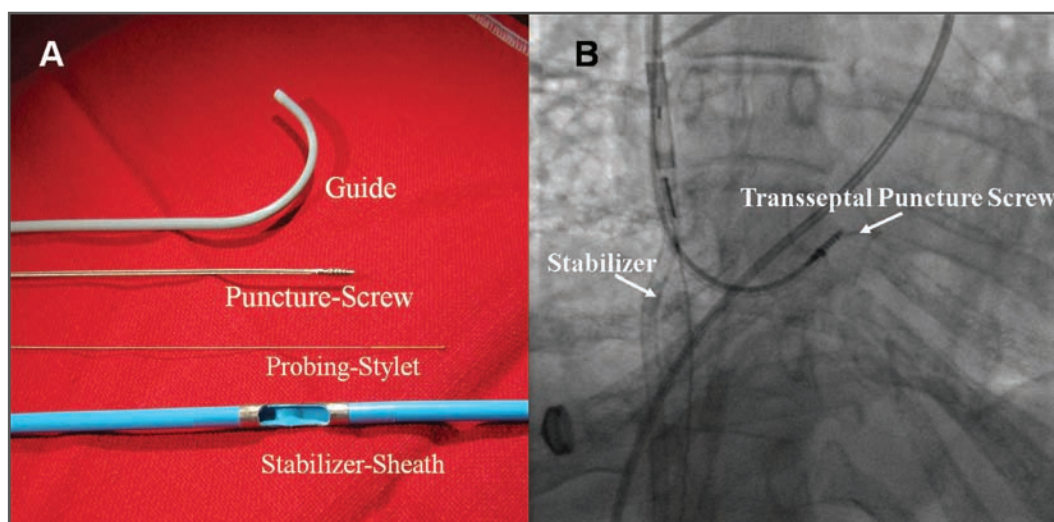 A
Guide
Puncture-Screw
Probing-Stylet
Stabilizer-Sheath
B
Transseptal Puncture Screw
Stabilizer